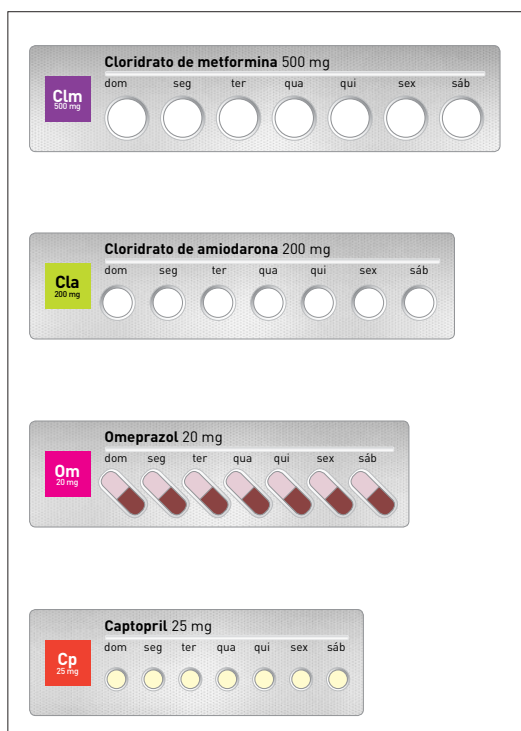 Cloridrato de metformina 500 mg
dom seg ter qua qui sex sáb
Clm
500 mg
Cloridrato de amiodarona 200 mg
dom seg ter qua qui sex sáb
Cla
200 mg
Omeprazol 20 mg
dom seg ter qua qui sex sáb
Om
20 mg
Captopril 25 mg
dom seg ter qua qui sex sáb
Cp
25 mg